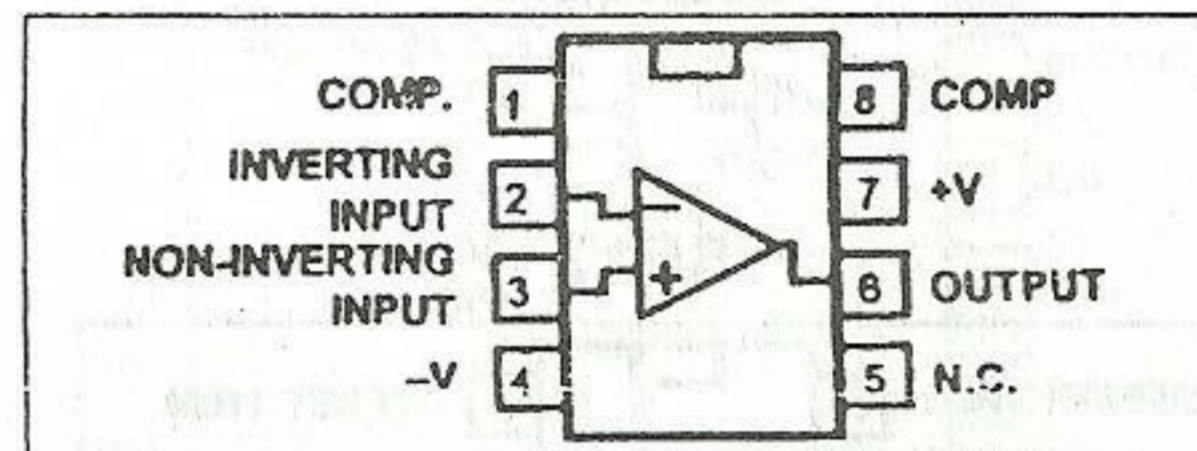 COMP. 1
INVERTING
INPUT 2
NON-INVERTING
INPUT 3
–V 4
8 COMP
7 +V
6 OUTPUT
5 N.C.
−
+